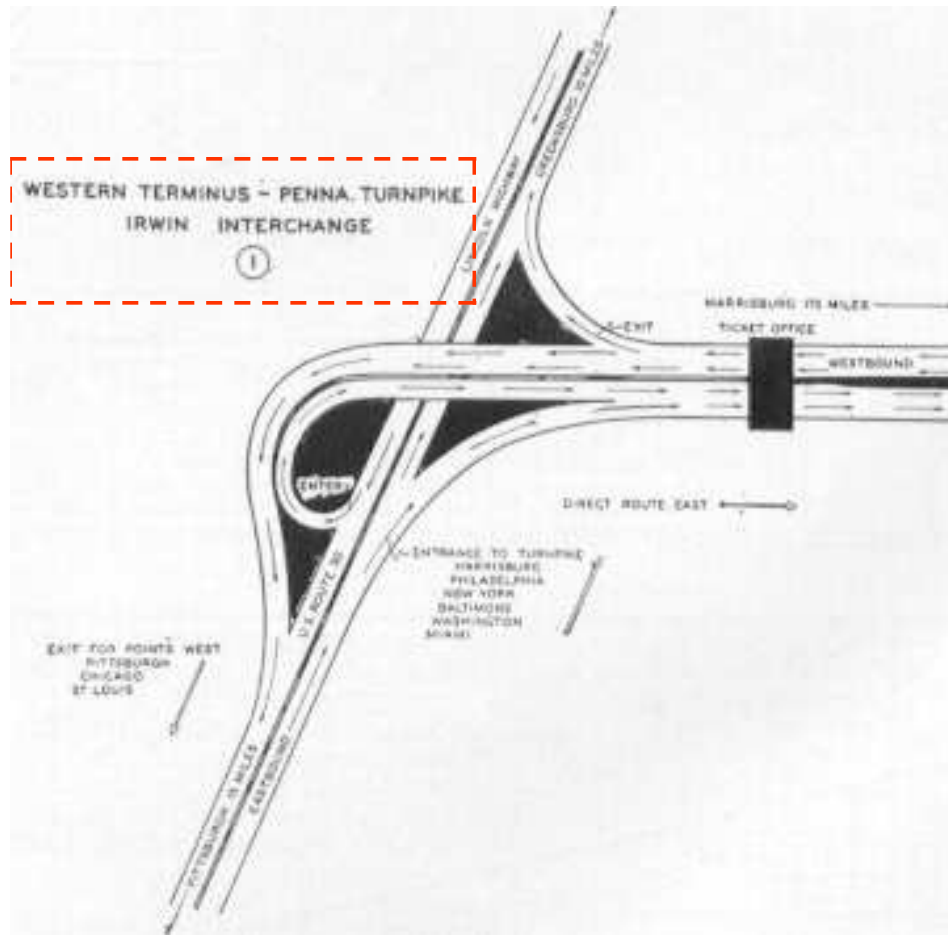 GREENSBURG 10 MILES
LINCOLN HIGHWAY
WESTERN TERMINUS - PENNA. TURNPIKE
IRWIN INTERCHANGE
1
HARRISBURG 175 MILES
TICKET OFFICE
EXIT
WESTBOUND
ENTER
DIRECT ROUTE EAST
ENTRANCE TO TURNPIKE
HARRISBURG
PHILADELPHIA
NEW YORK
BALTIMORE
WASHINGTON
MIAMI
U.S. ROUTE 30
EXIT FOR POINTS WEST
PITTSBURGH
CHICAGO
ST LOUIS
PITTSBURGH MILES
EASTBOUND